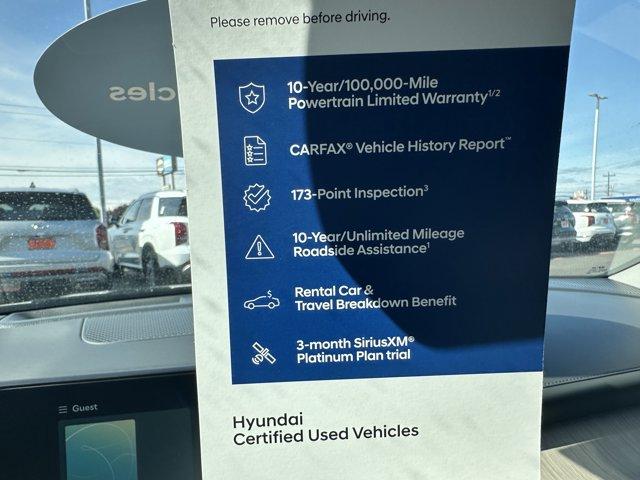 Please remove before driving.
10-Year/100,000-Mile
Powertrain Limited Warranty1/2
CARFAX® Vehicle History Report™
173-Point Inspection3
10-Year/Unlimited Mileage
Roadside Assistance1
Rental Car &
Travel Breakdown Benefit
3-month SiriusXM®
Platinum Plan trial
Hyundai
Certified Used Vehicles
cles
Guest